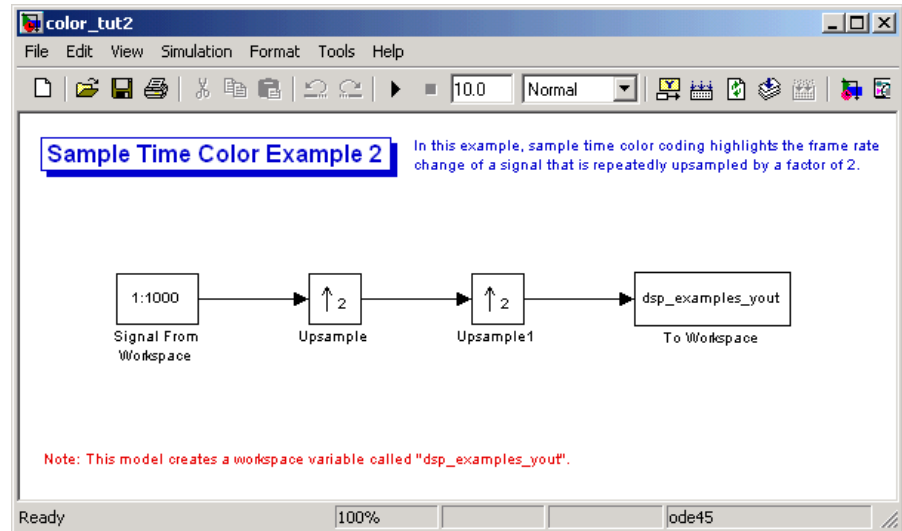 color_tut2
File Edit View Simulation Format Tools Help
10.0 Normal
Sample Time Color Example 2
In this example, sample time color coding highlights the frame rate
change of a signal that is repeatedly upsampled by a factor of 2.
1:1000
↑ 2
↑ 2
dsp_examples_yout
Signal From
Workspace
Upsample
Upsample1
To Workspace
Note: This model creates a workspace variable called "dsp_examples_yout".
Ready 100% ode45